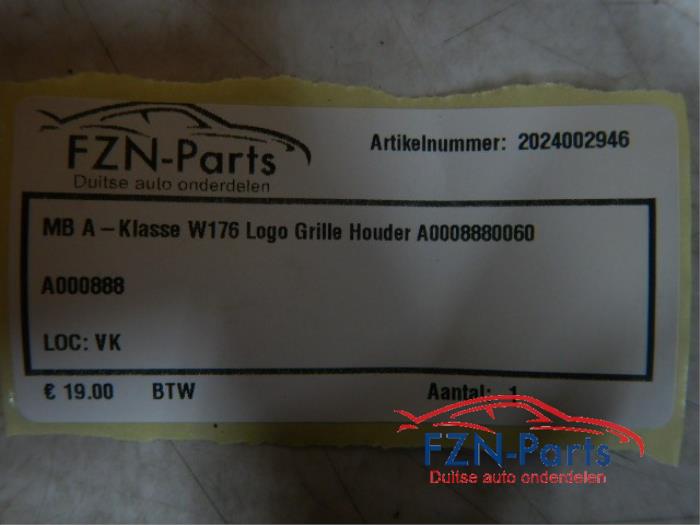 FZN-Parts
Duitse auto onderdelen
Artikelnummer: 2024002946
MB A – Klasse W176 Logo Grille Houder A0008880060
A000888
LOC: VK
€ 19.00 BTW Aantal: 1
FZN-Parts
Duitse auto onderdelen